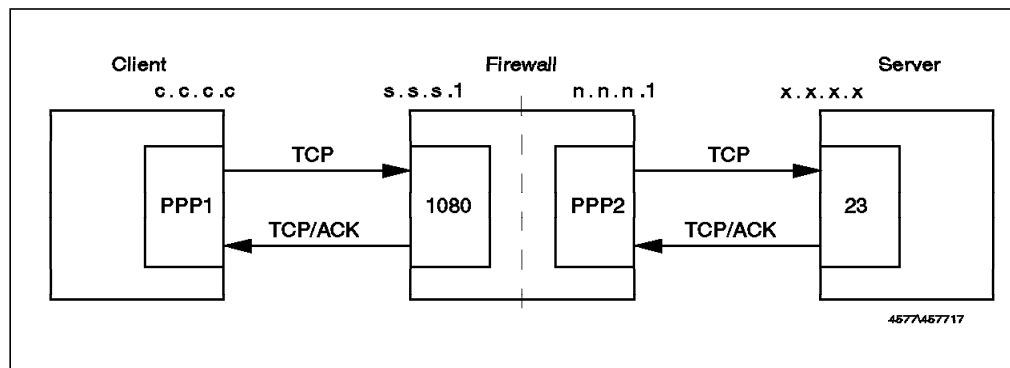 Client Firewall Server
c.c.c.c s.s.s.1 n.n.n.1 x.x.x.x
TCP TCP
PPP1 1080 PPP2 23
TCP/ACK TCP/ACK
4577\457717